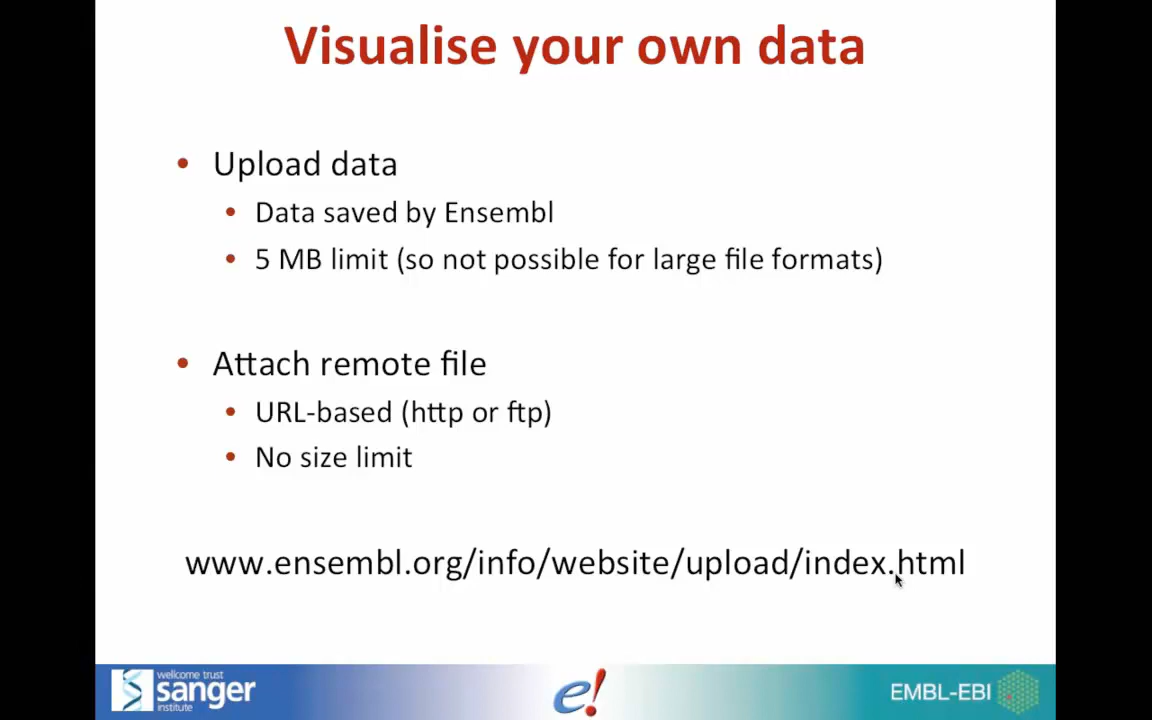 Visualise your own data
• Upload data
• Data saved by Ensembl
• 5 MB limit (so not possible for large file formats)
• Attach remote file
• URL-based (http or ftp)
• No size limit
www.ensembl.org/info/website/upload/index.html
wellcome trust
sanger
institute
e!
EMBL-EBI